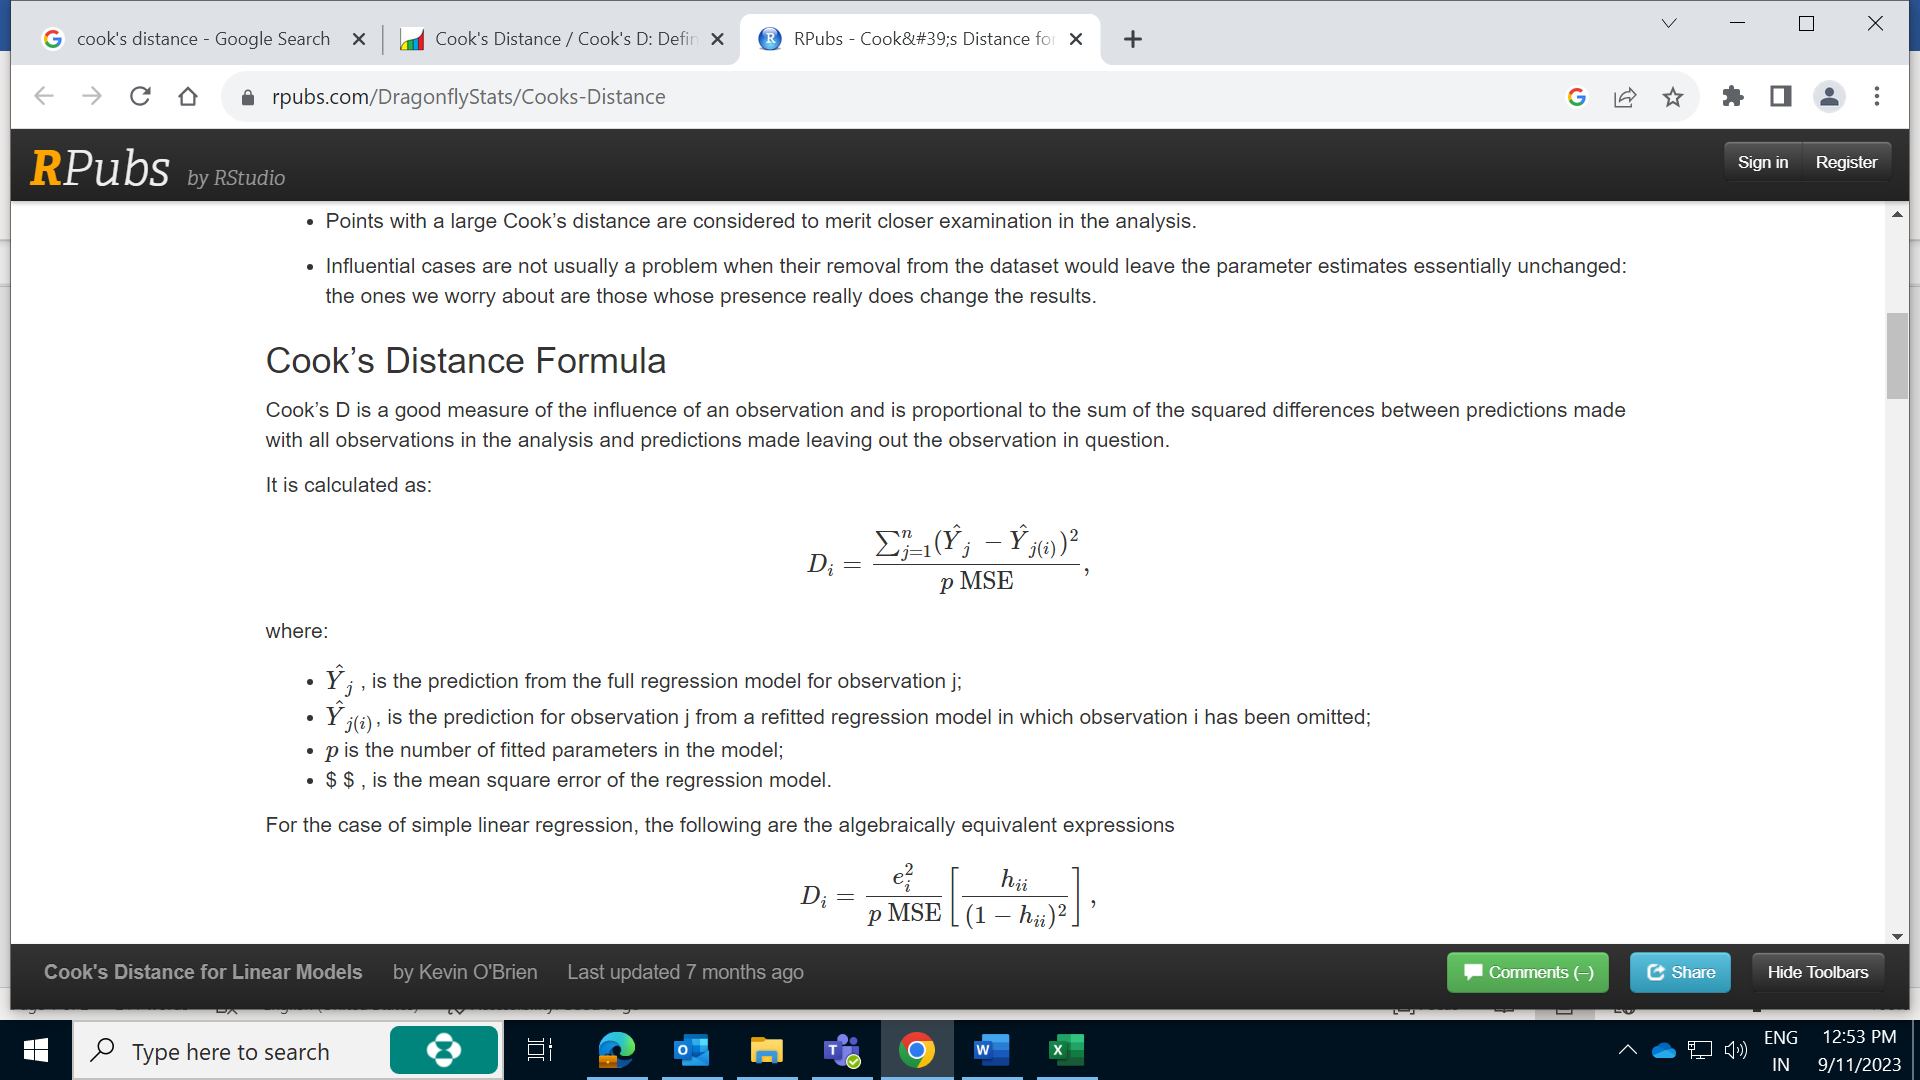 cook's distance - Google Search
Cook's Distance / Cook's D: Defin
RPubs - Cook&#39;s Distance for
rpubs.com/DragonflyStats/Cooks-Distance
RPubs by RStudio
Sign in
Register
• Points with a large Cook’s distance are considered to merit closer examination in the analysis.
• Influential cases are not usually a problem when their removal from the dataset would leave the parameter estimates essentially unchanged:
the ones we worry about are those whose presence really does change the results.
Cook’s Distance Formula
Cook’s D is a good measure of the influence of an observation and is proportional to the sum of the squared differences between predictions made
with all observations in the analysis and predictions made leaving out the observation in question.
It is calculated as:
D_i = \frac{\sum_{j=1}^{n}(\hat{Y}_j - \hat{Y}_{j(i)})^2}{p MSE},
where:
• \hat{Y}_j , is the prediction from the full regression model for observation j;
• \hat{Y}_{j(i)}, is the prediction for observation j from a refitted regression model in which observation i has been omitted;
• p is the number of fitted parameters in the model;
• $ $ , is the mean square error of the regression model.
For the case of simple linear regression, the following are the algebraically equivalent expressions
D_i = \frac{e_i^2}{p MSE} \left[\frac{h_{ii}}{(1 - h_{ii})^2}\right],
Cook's Distance for Linear Models by Kevin O'Brien Last updated 7 months ago
Comments (–)
Share
Hide Toolbars
Type here to search
ENG
IN
12:53 PM
9/11/2023